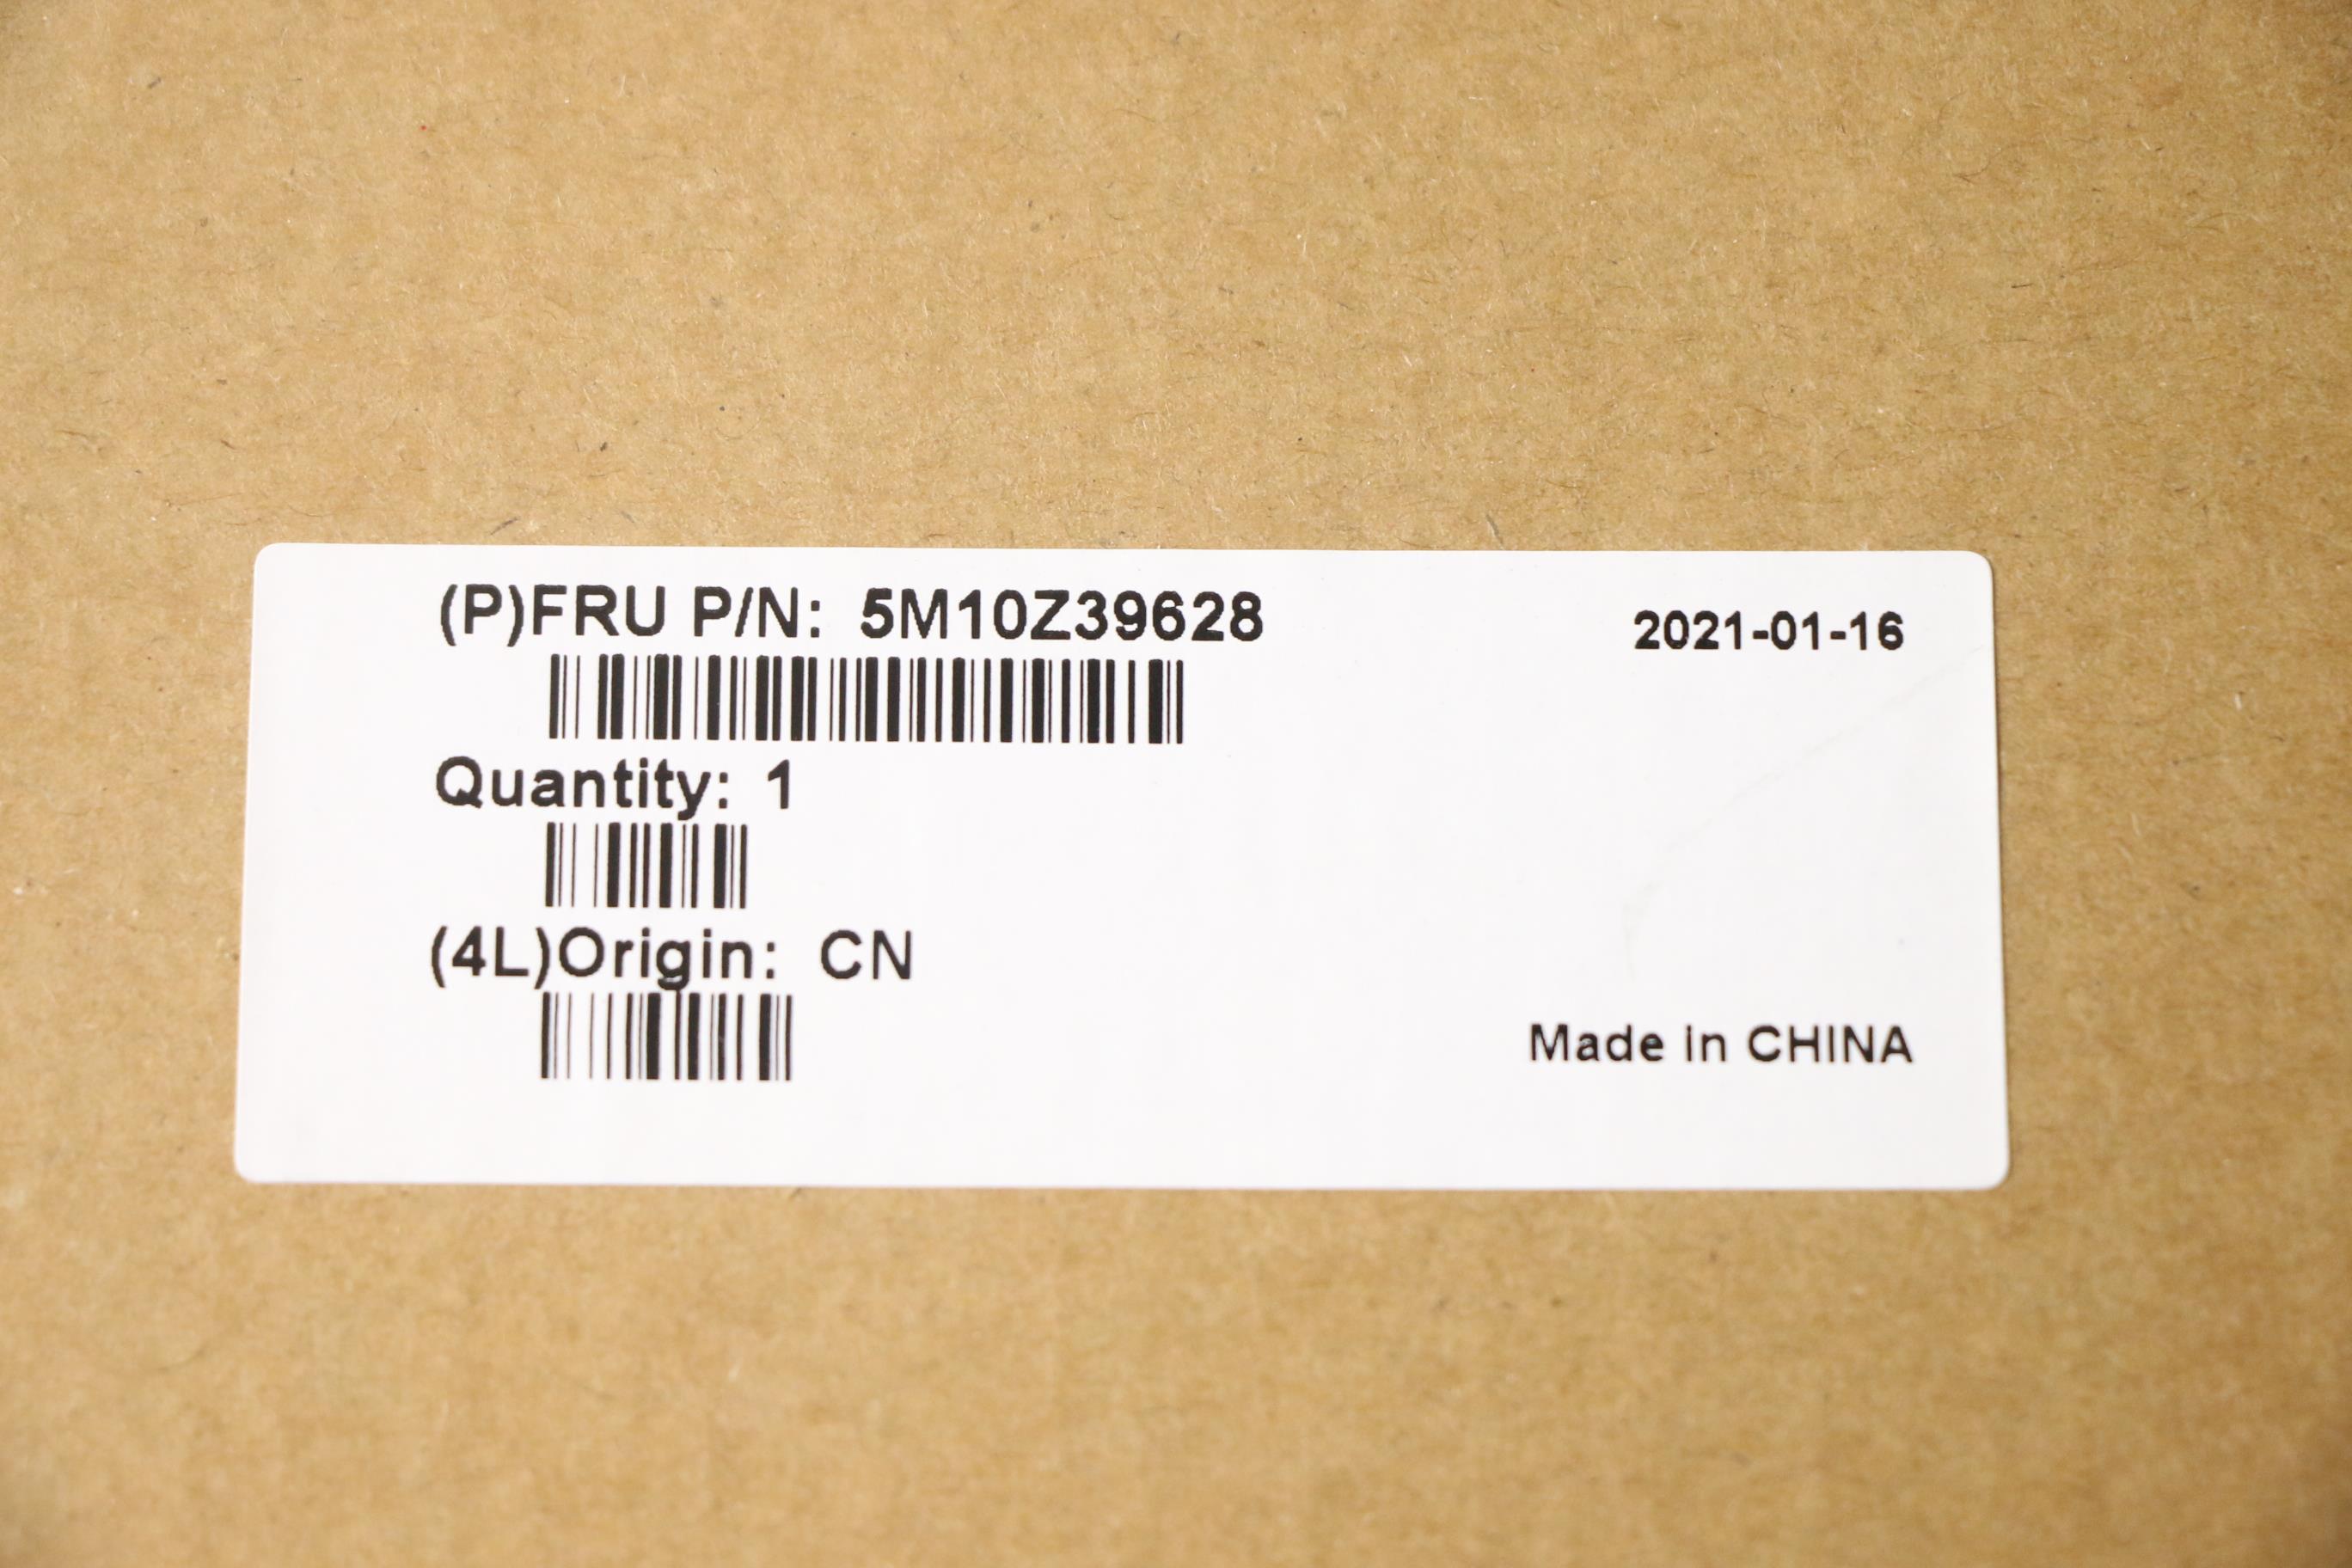 (P)FRU P/N: 5M10Z39628
2021-01-16
Quantity: 1
(4L)Origin: CN
Made in CHINA